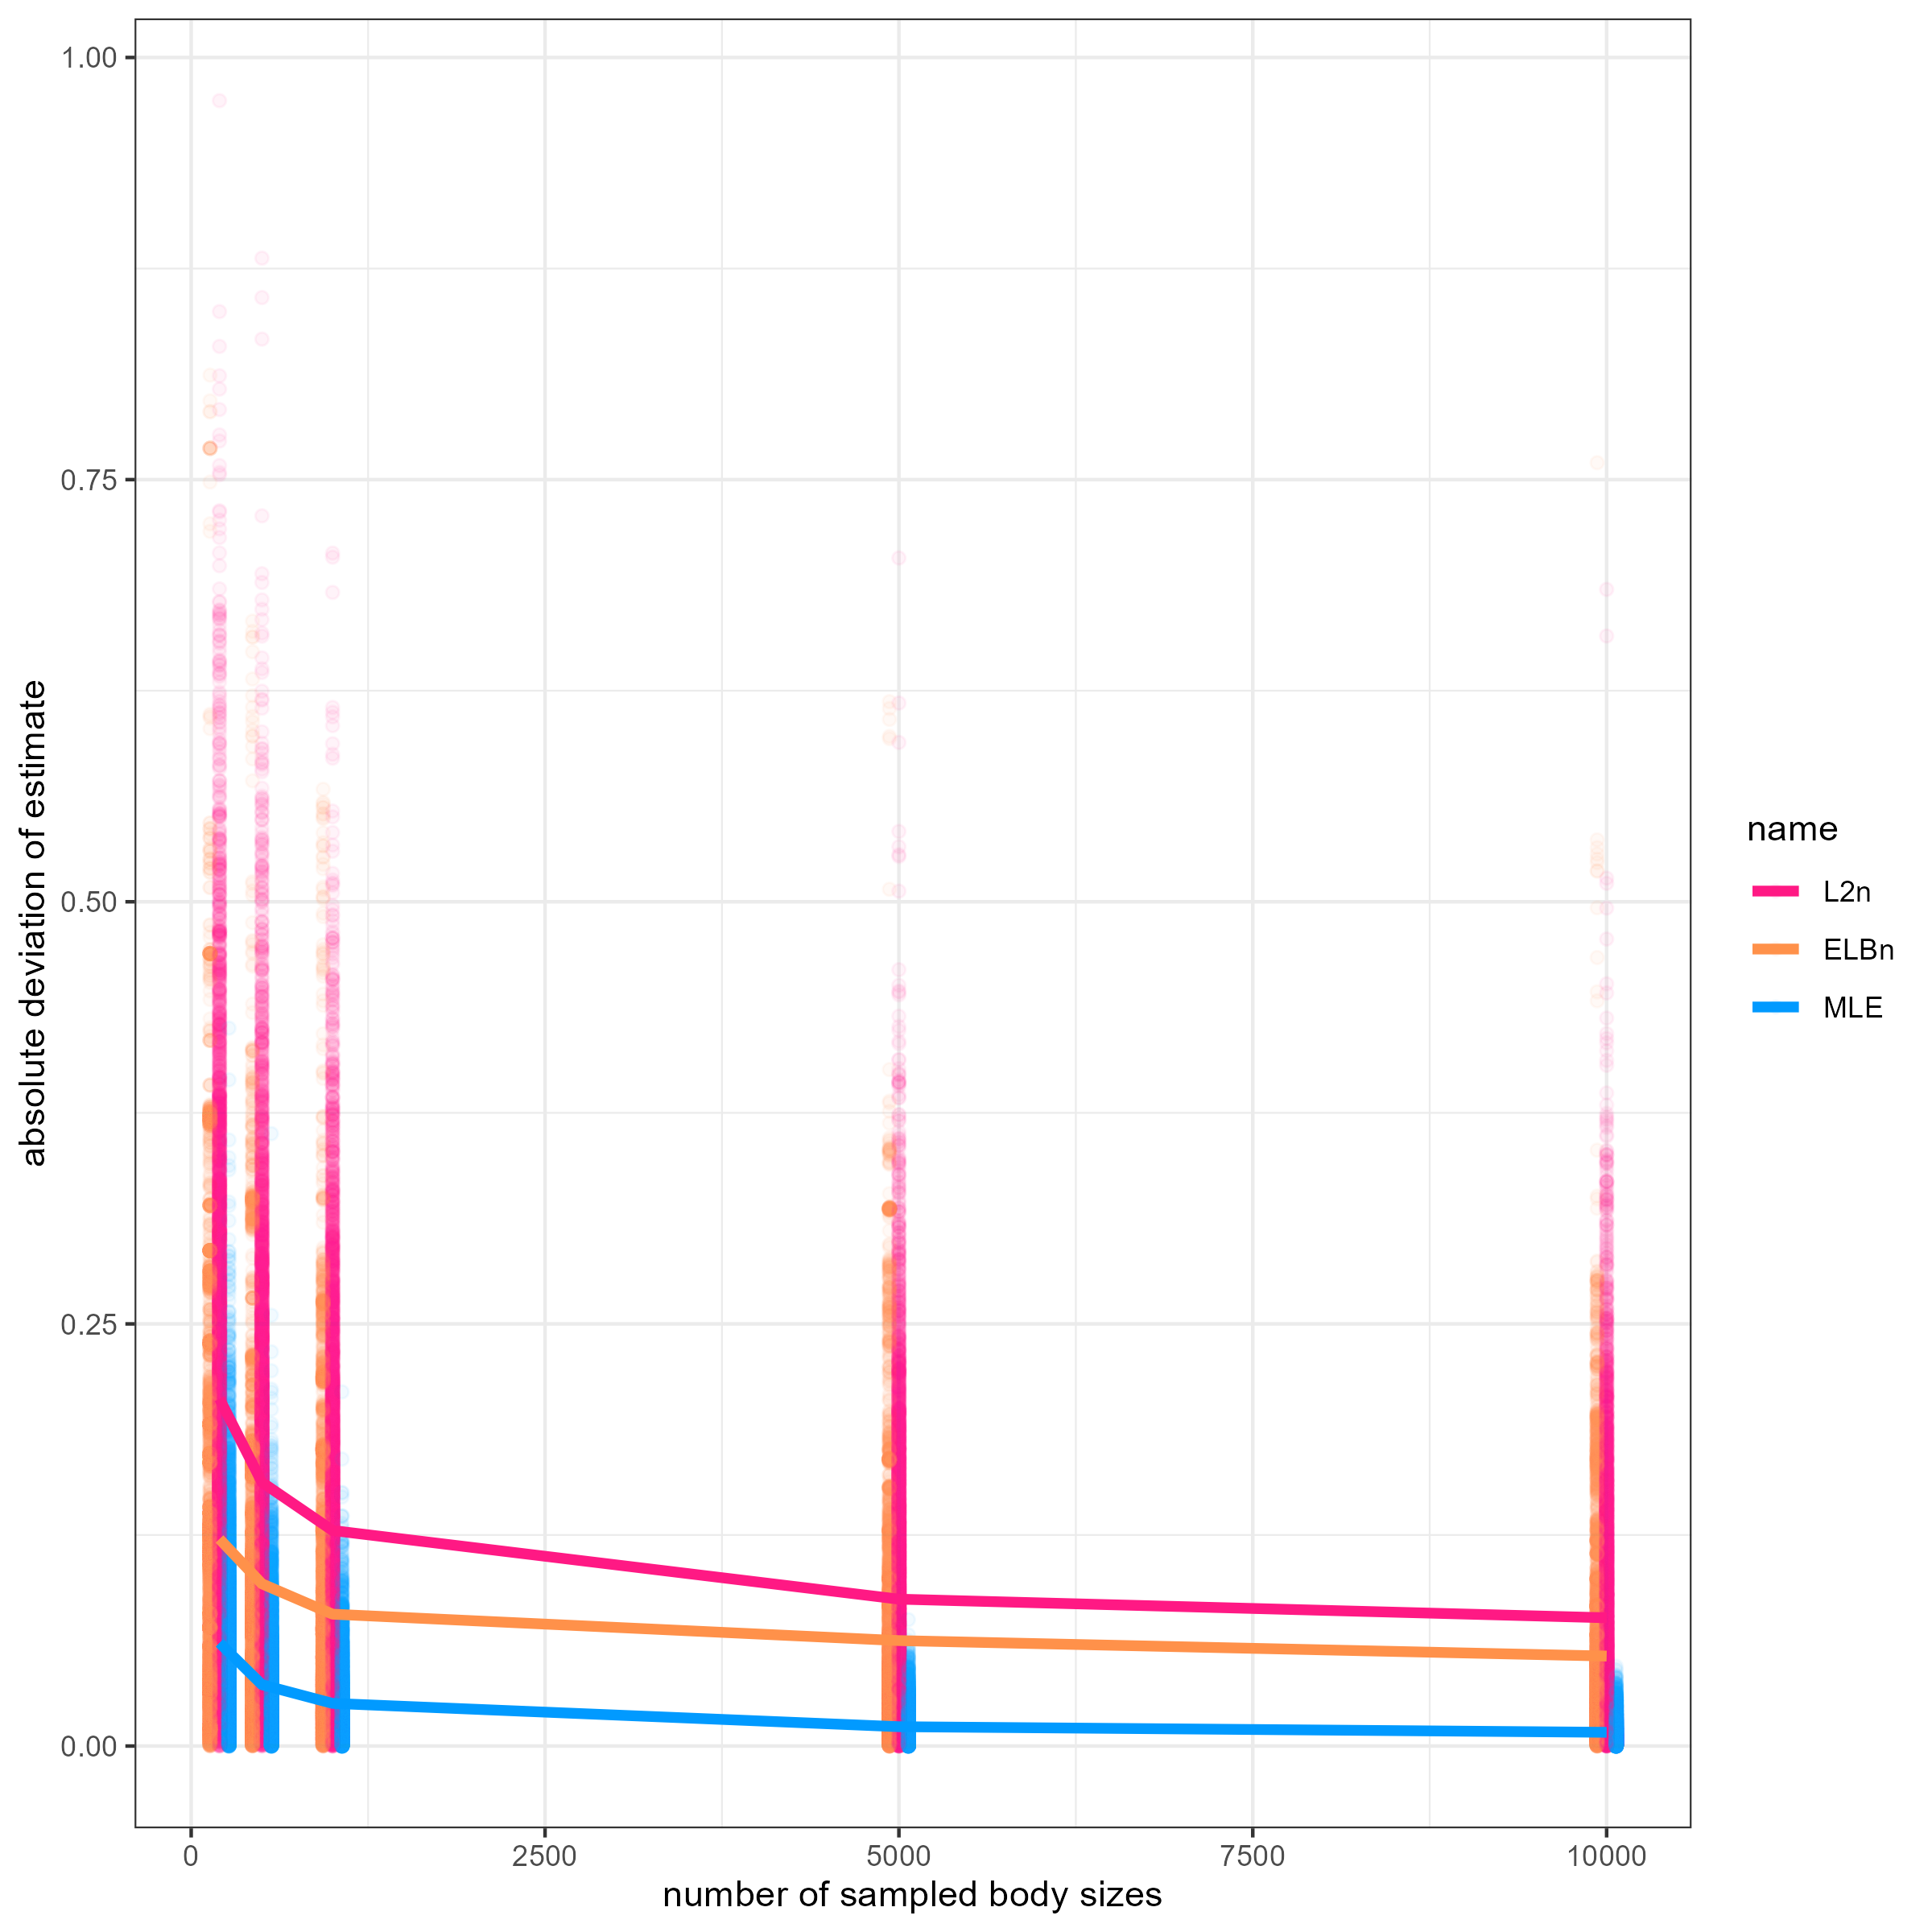 absolute deviation of estimate
1.00
0.75
0.50
0.25
0.00
0
2500
5000
7500
10000
number of sampled body sizes
name
L2n
ELBn
MLE